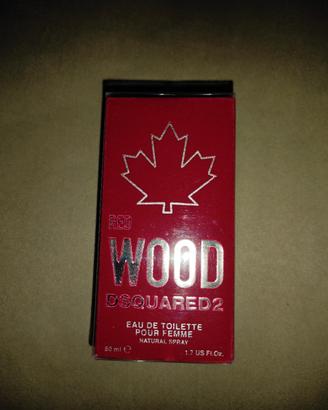 RED
WOOD
DSQUARED2
EAU DE TOILETTE
POUR FEMME
NATURAL SPRAY
50 ml ℮ 1.7 US Fl.Oz.